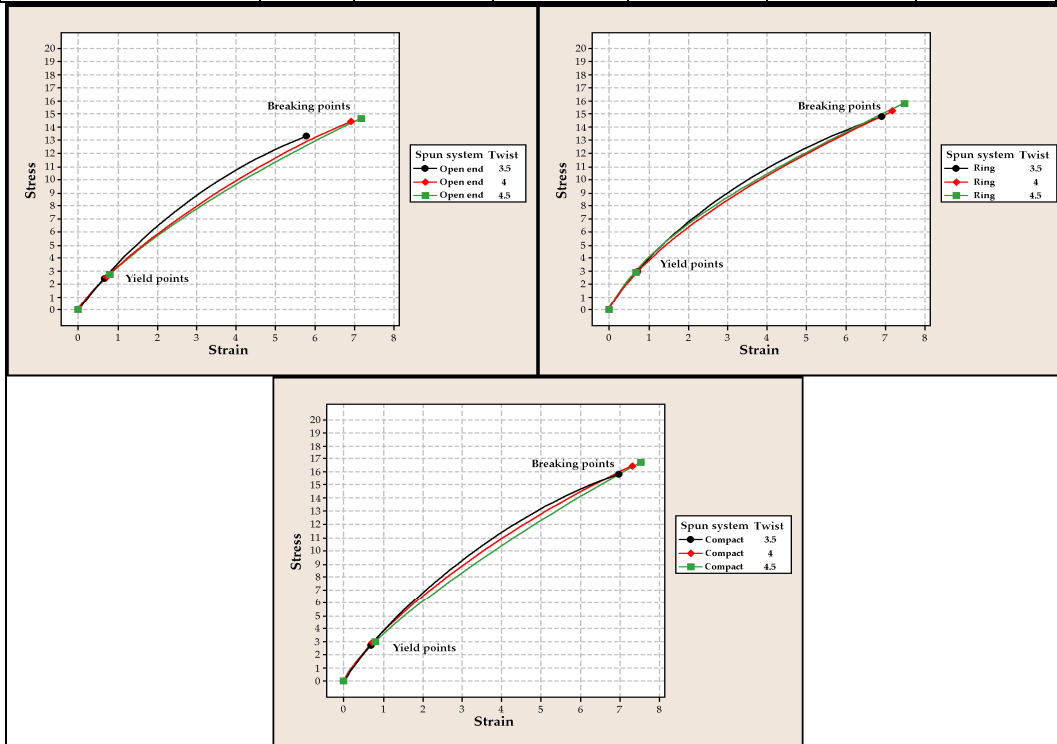 20
19
18
17
16
15
14
13
12
11
10
9
8
7
6
5
4
3
2
1
0
Stress
Breaking points
Yield points
0 1 2 3 4 5 6 7 8
Strain
Spun system Twist
Open end 3.5
Open end 4
Open end 4.5
20
19
18
17
16
15
14
13
12
11
10
9
8
7
6
5
4
3
2
1
0
Stress
Breaking points
Yield points
0 1 2 3 4 5 6 7 8
Strain
Spun system Twist
Ring 3.5
Ring 4
Ring 4.5
20
19
18
17
16
15
14
13
12
11
10
9
8
7
6
5
4
3
2
1
0
Stress
Breaking points
Yield points
0 1 2 3 4 5 6 7 8
Strain
Spun system Twist
Compact 3.5
Compact 4
Compact 4.5